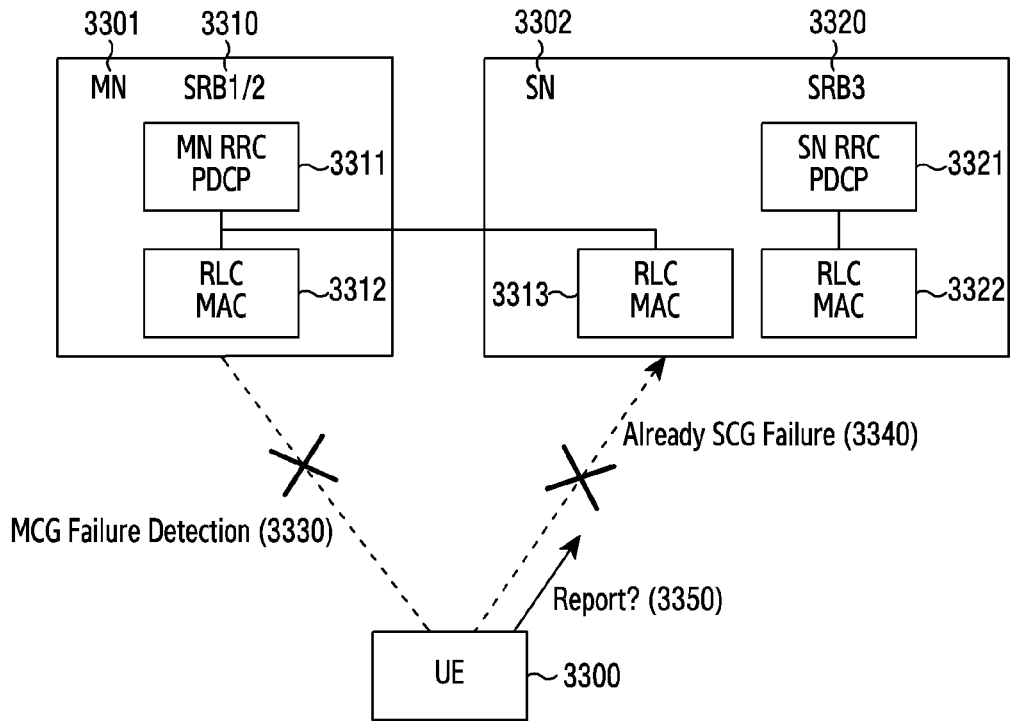 3301 3310 3302 3320
MN SRB1/2 SN SRB3
MN RRC
PDCP
3311
SN RRC
PDCP
3321
RLC
MAC
3312
3313
RLC
MAC
RLC
MAC
3322
Already SCG Failure (3340)
MCG Failure Detection (3330)
Report? (3350)
UE
3300